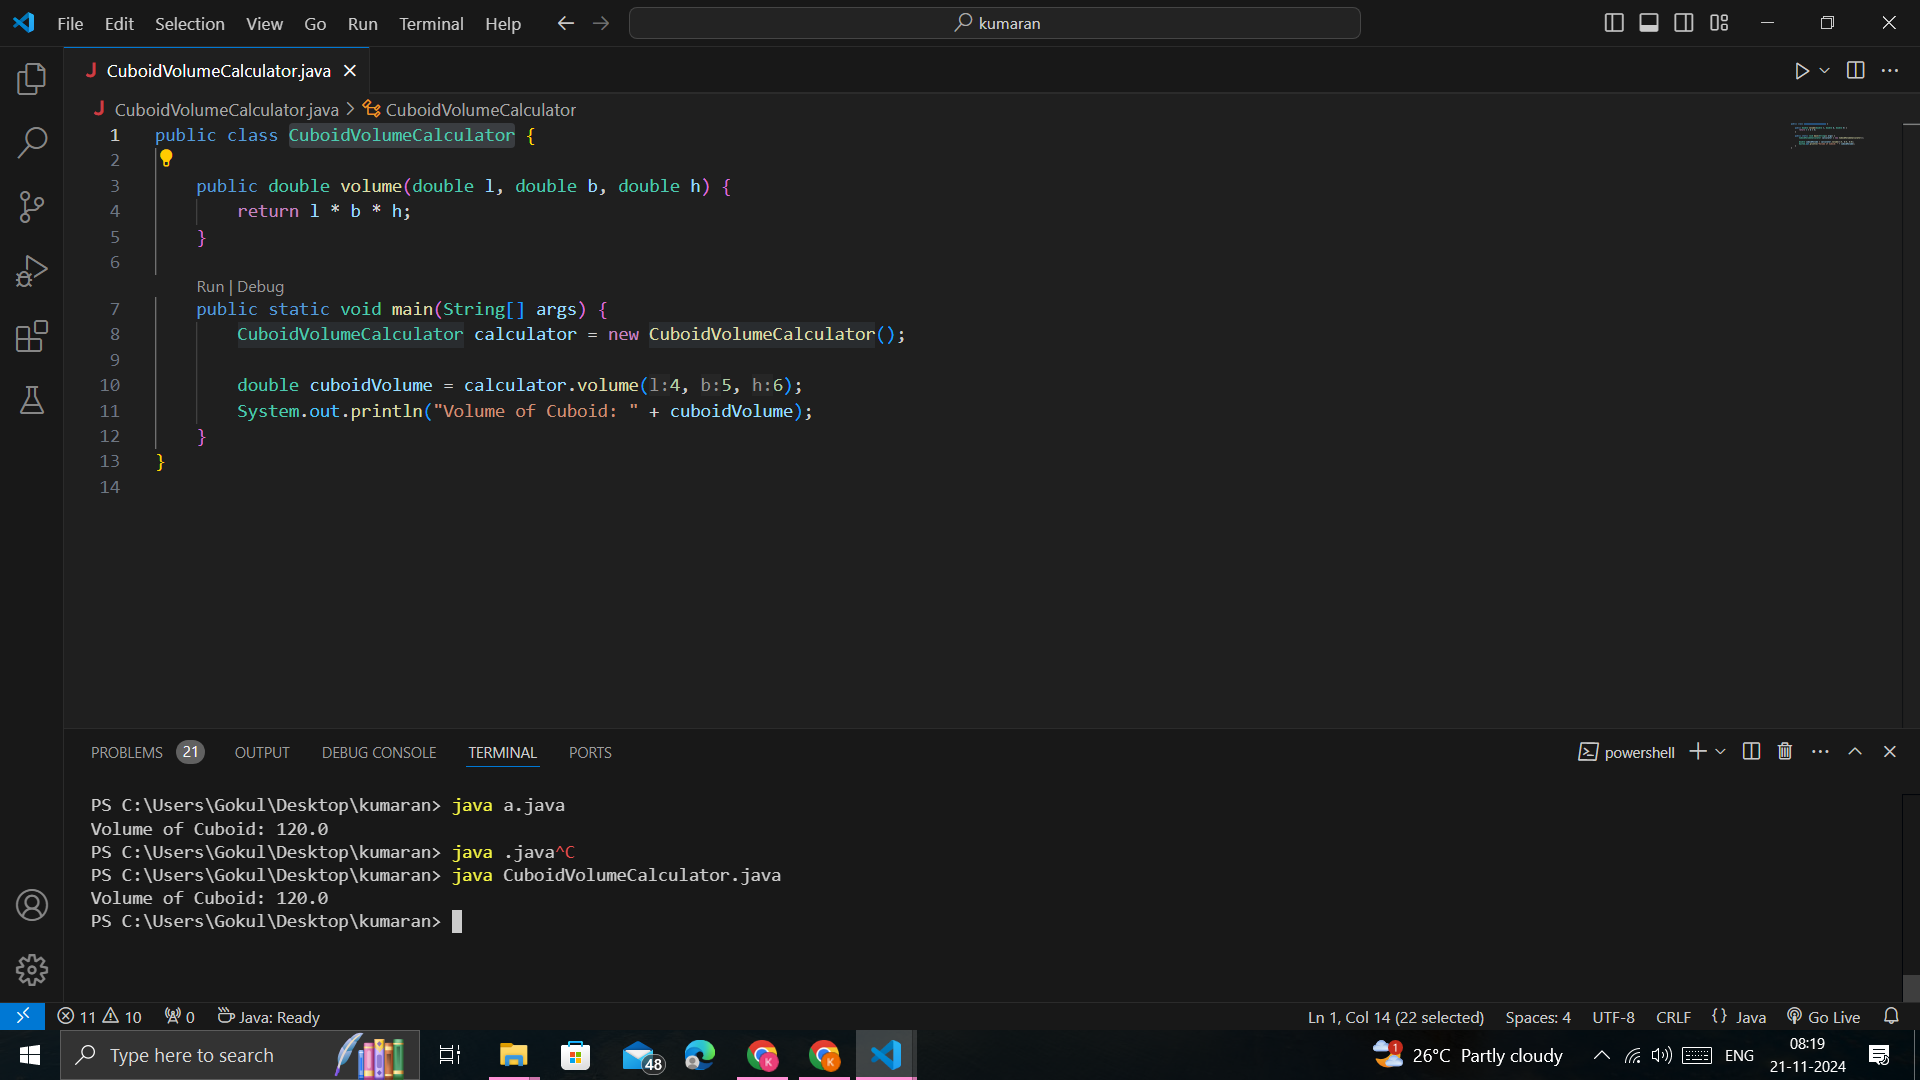 File Edit Selection View Go Run Terminal Help kumaran
CuboidVolumeCalculator.java
CuboidVolumeCalculator.java > CuboidVolumeCalculator
1 public class CuboidVolumeCalculator {
2
3 public double volume(double l, double b, double h) {
4 return l * b * h;
5 }
6
Run | Debug
7 public static void main(String[] args) {
8 CuboidVolumeCalculator calculator = new CuboidVolumeCalculator();
9
10 double cuboidVolume = calculator.volume(l:4, b:5, h:6);
11 System.out.println("Volume of Cuboid: " + cuboidVolume);
12 }
13 }
14
PROBLEMS 21 OUTPUT DEBUG CONSOLE TERMINAL PORTS powershell
PS C:\Users\Gokul\Desktop\kumaran> java a.java
Volume of Cuboid: 120.0
PS C:\Users\Gokul\Desktop\kumaran> java .java^C
PS C:\Users\Gokul\Desktop\kumaran> java CuboidVolumeCalculator.java
Volume of Cuboid: 120.0
PS C:\Users\Gokul\Desktop\kumaran>
11 10 0 Java: Ready Ln 1, Col 14 (22 selected) Spaces: 4 UTF-8 CRLF {} Java Go Live
Type here to search 48 1 26°C Partly cloudy ENG 08:19
21-11-2024